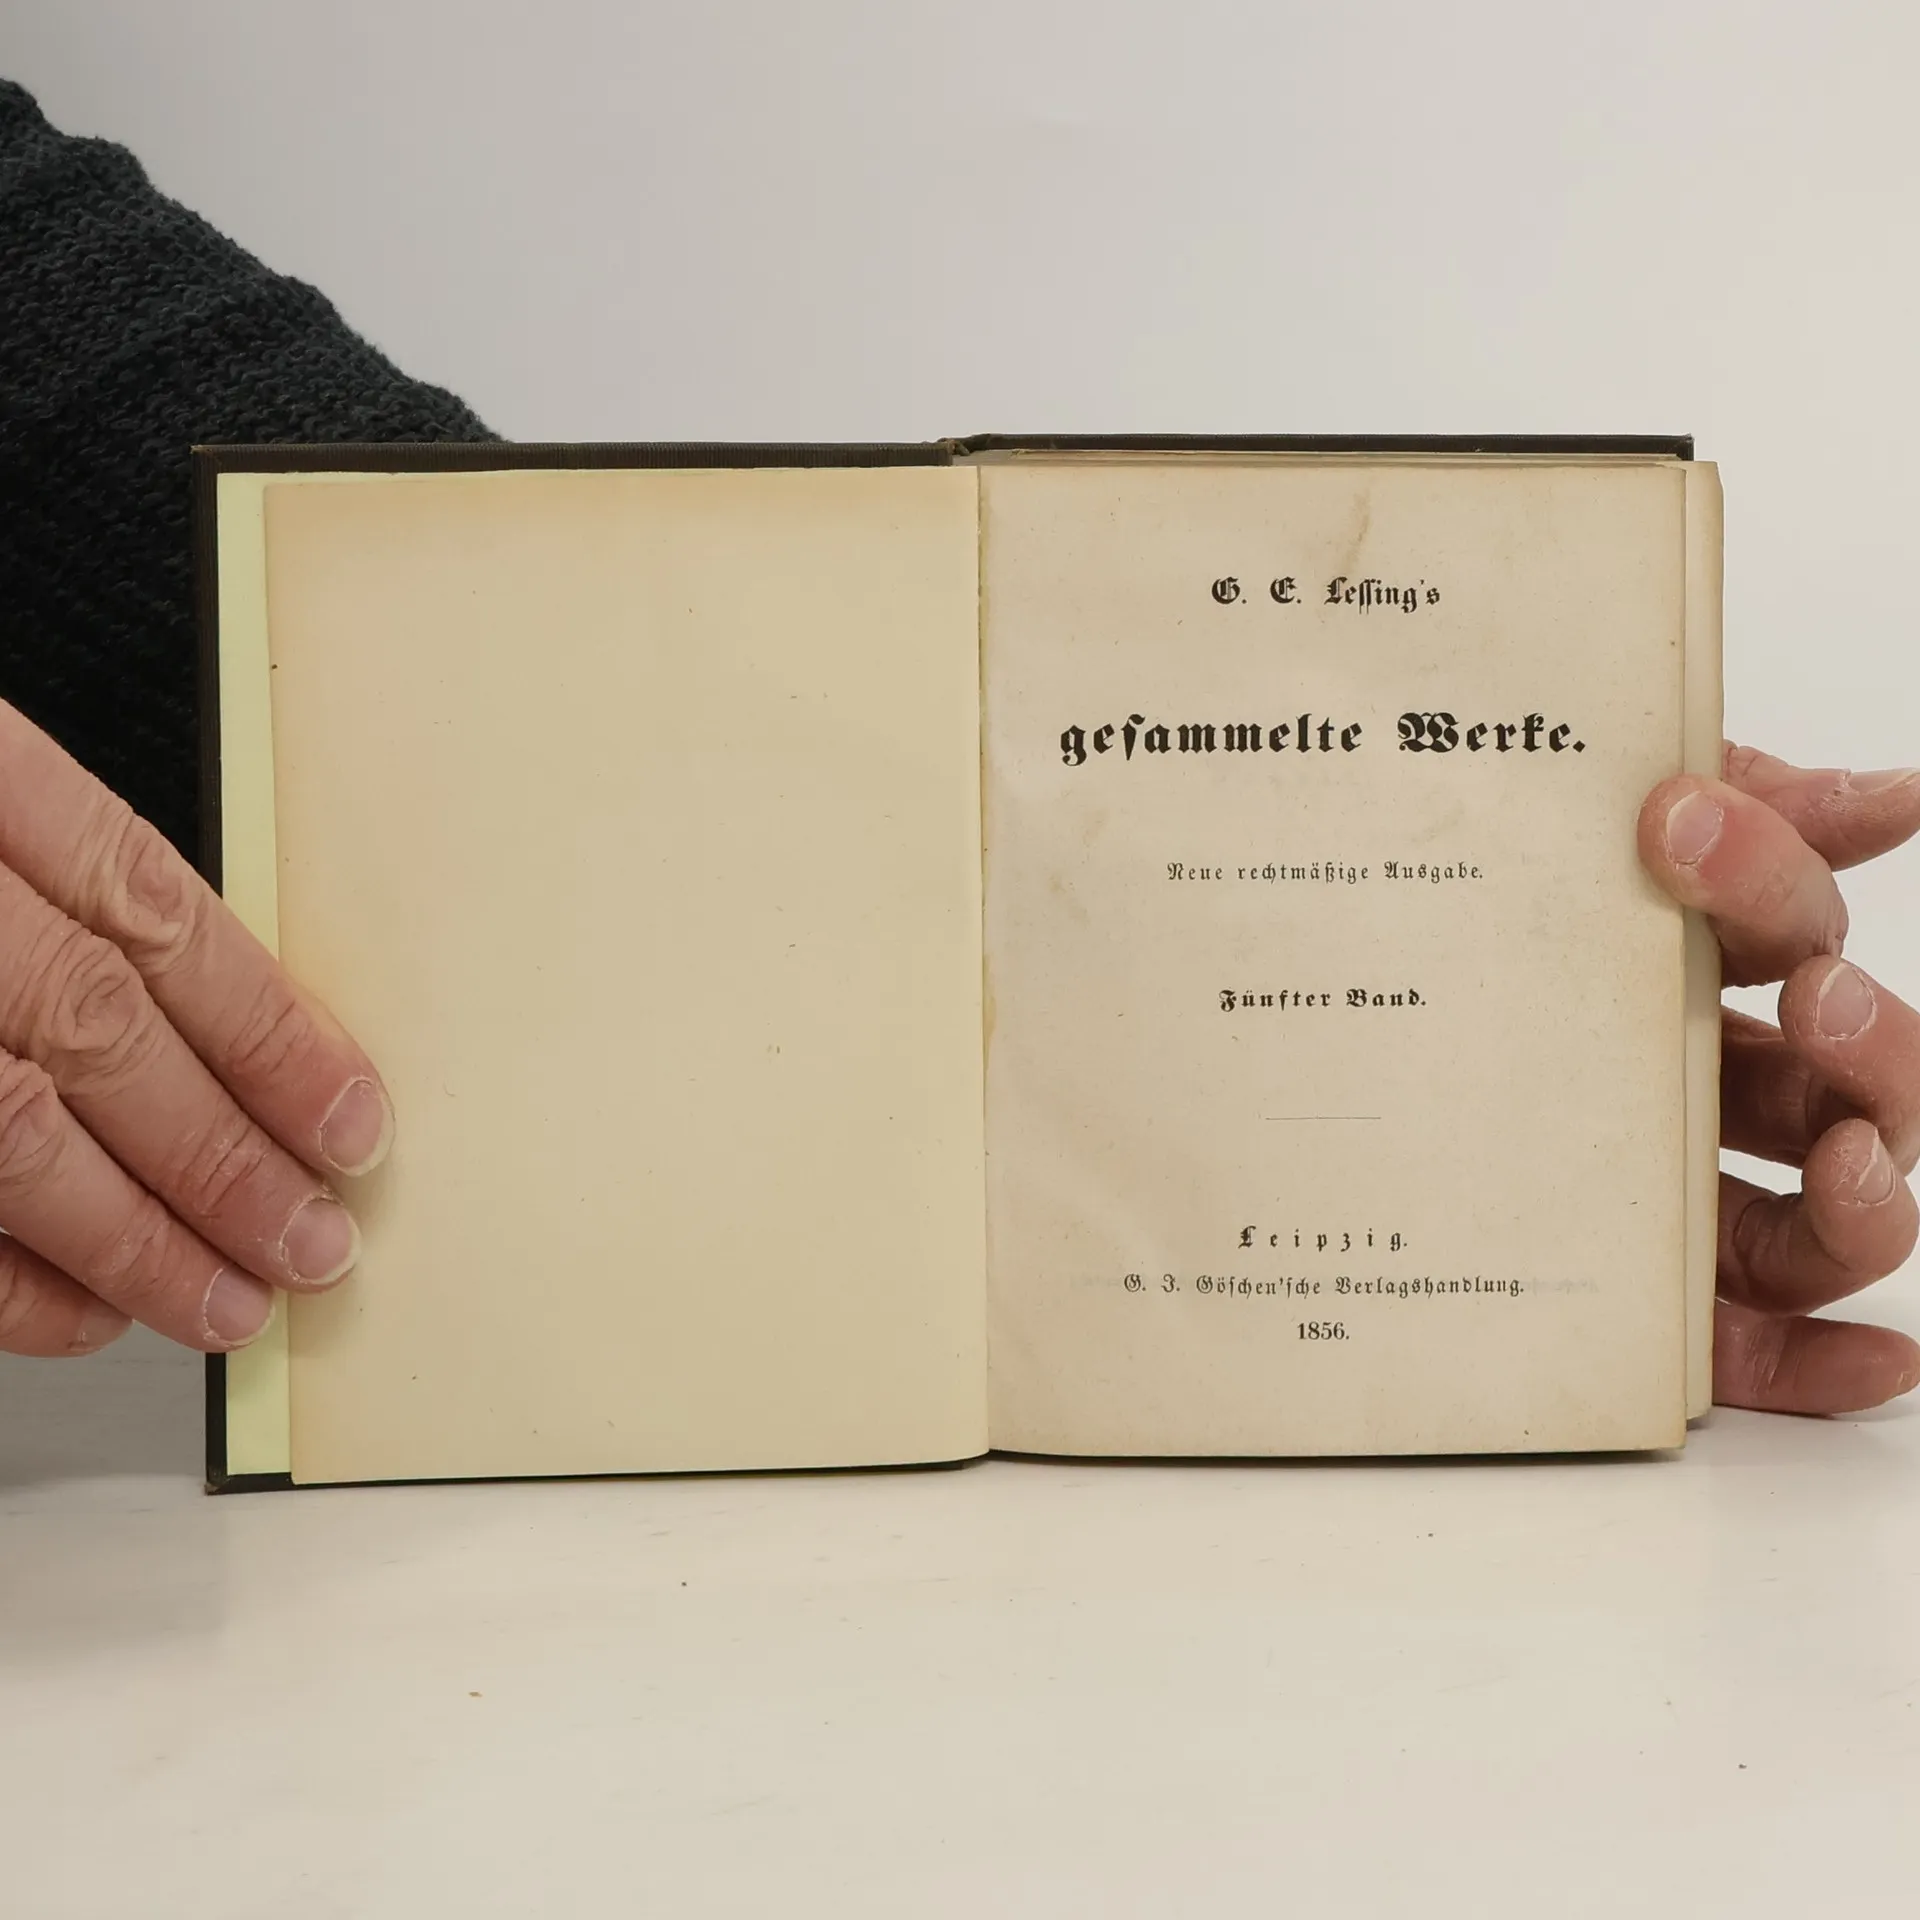 G. E. Leſſing's
geſammelte Werke.
Neue rechtmäßige Ausgabe.
Fünfter Band.
Leipzig.
G. J. Göſchen'ſche Verlagshandlung.
1856.